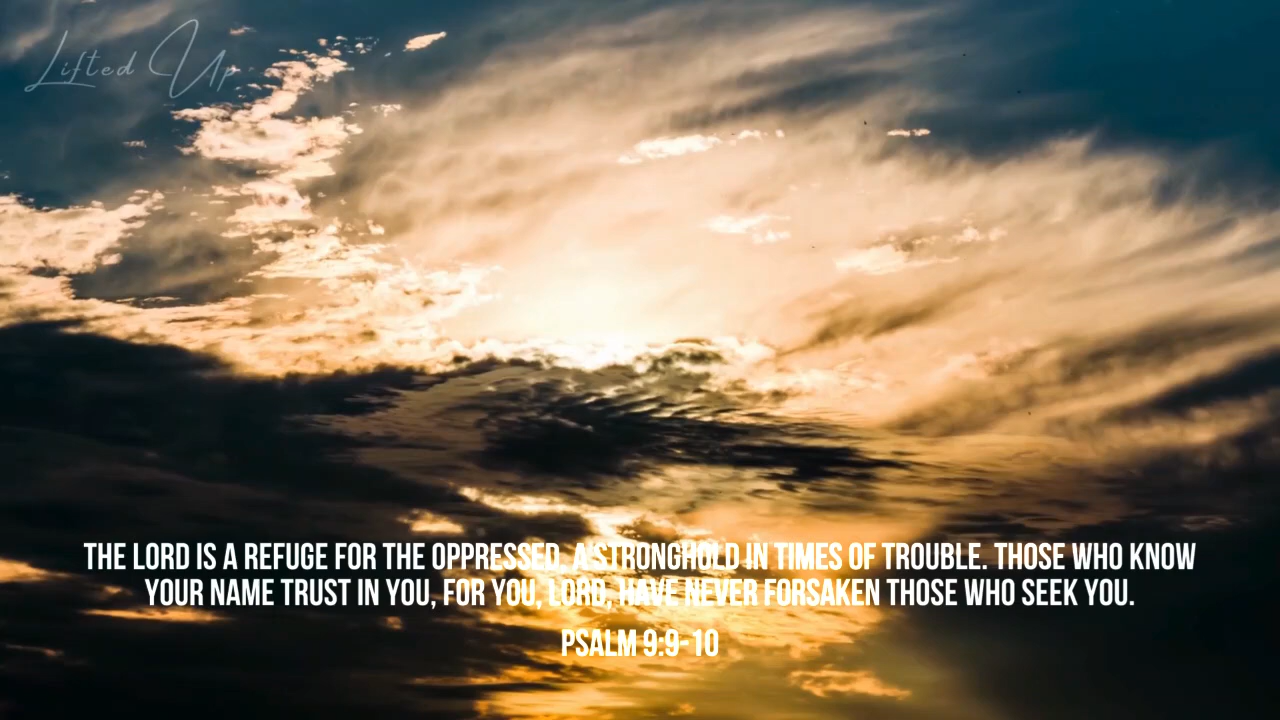 Lifted Up
THE LORD IS A REFUGE FOR THE OPPRESSED, A STRONGHOLD IN TIMES OF TROUBLE. THOSE WHO KNOW
YOUR NAME TRUST IN YOU, FOR YOU, LORD, HAVE NEVER FORSAKEN THOSE WHO SEEK YOU.
PSALM 9:9-10